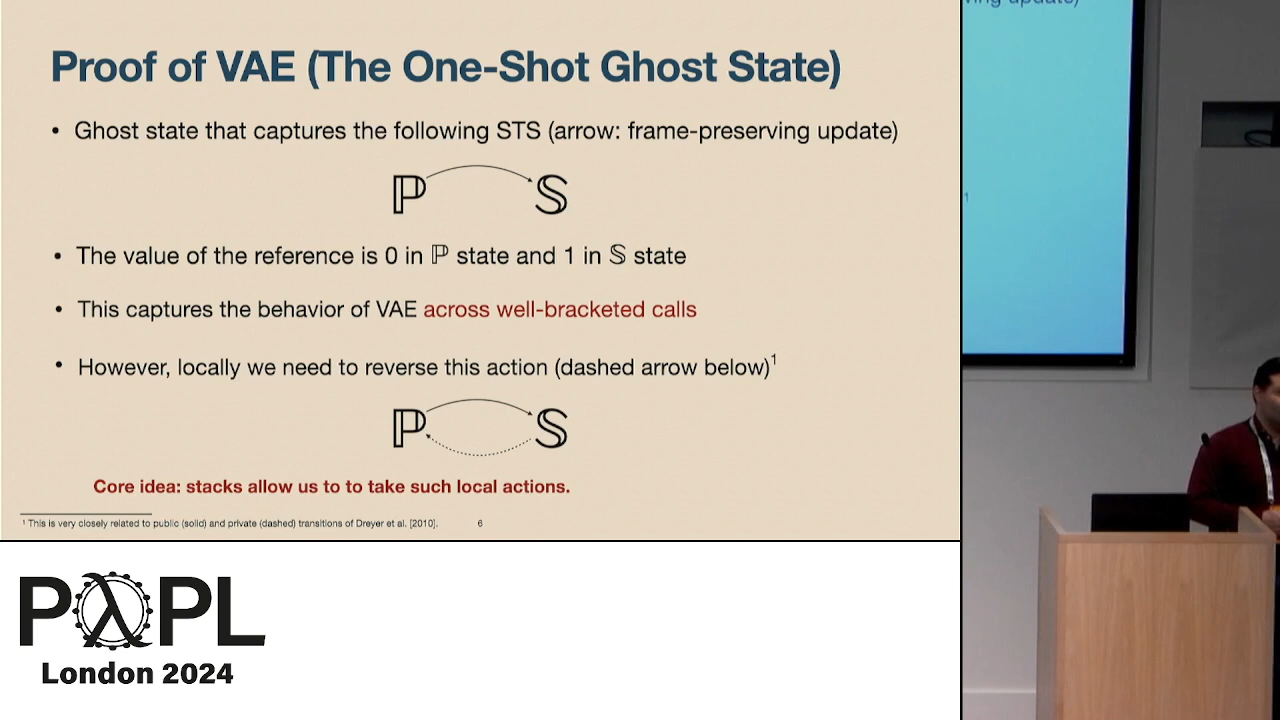 Proof of VAE (The One-Shot Ghost State)
• Ghost state that captures the following STS (arrow: frame-preserving update)
ℙ 𝕊
• The value of the reference is 0 in ℙ state and 1 in 𝕊 state
• This captures the behavior of VAE across well-bracketed calls
• However, locally we need to reverse this action (dashed arrow below)¹
ℙ 𝕊
Core idea: stacks allow us to to take such local actions.
¹ This is very closely related to public (solid) and private (dashed) transitions of Dreyer et al. [2010].
6
PλPL
London 2024